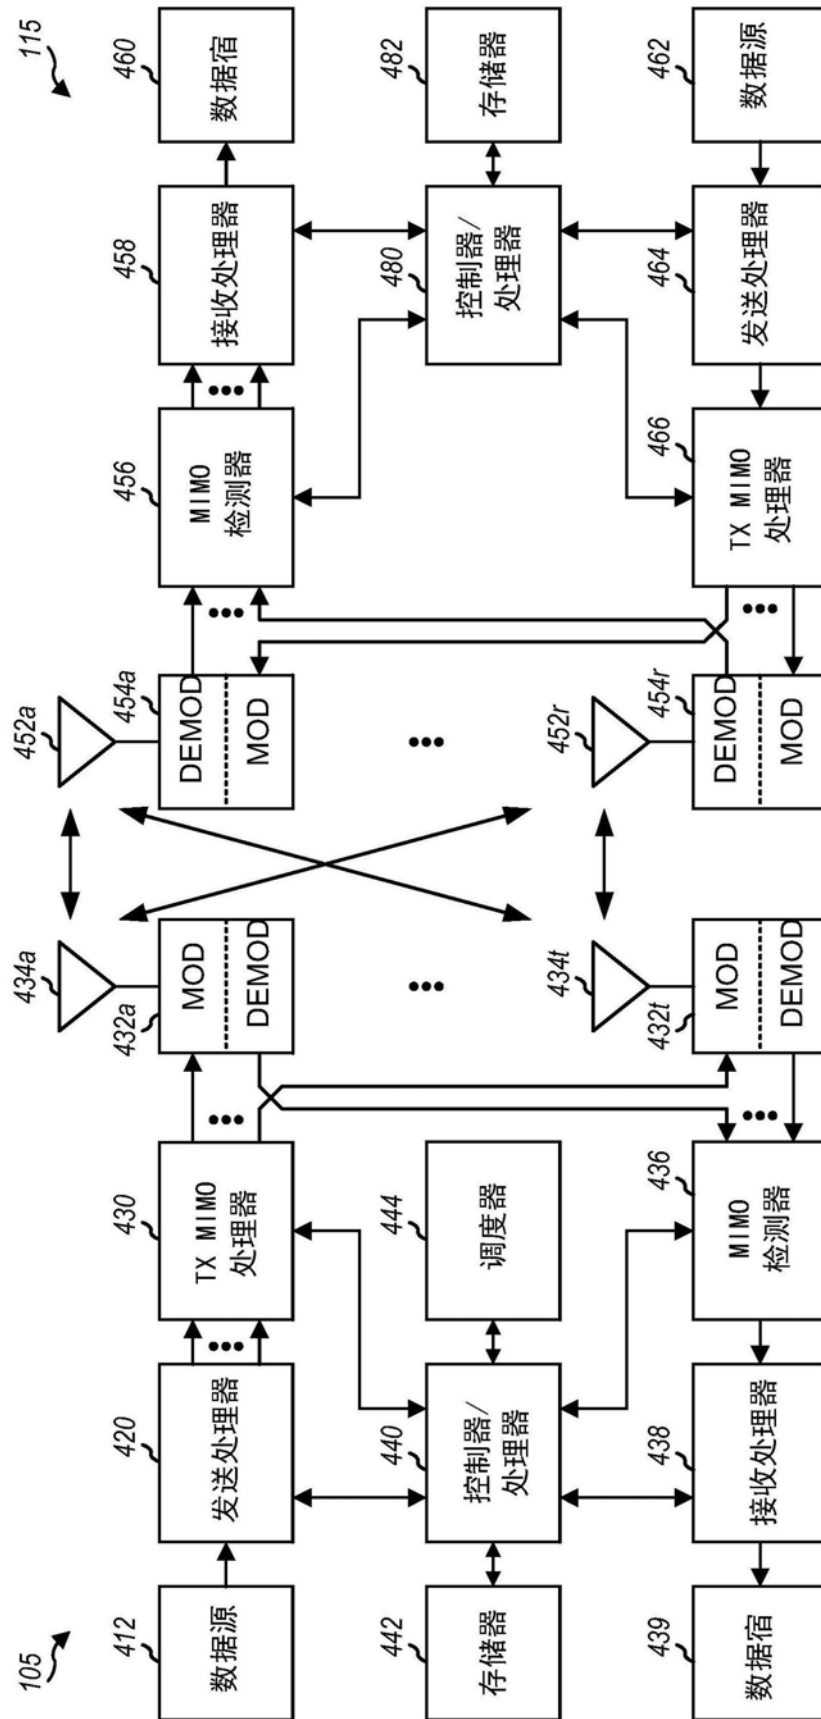 105
115
412
数据源
420
发送处理器
430
TX MIMO
处理器
432a
MOD
DEMOD
434a
452a
454a
DEMOD
MOD
456
MIMO
检测器
458
接收处理器
460
数据宿
442
存储器
440
控制器/
处理器
444
调度器
480
控制器/
处理器
482
存储器
439
数据宿
438
接收处理器
436
MIMO
检测器
432t
MOD
DEMOD
434t
452r
454r
DEMOD
MOD
466
TX MIMO
处理器
464
发送处理器
462
数据源